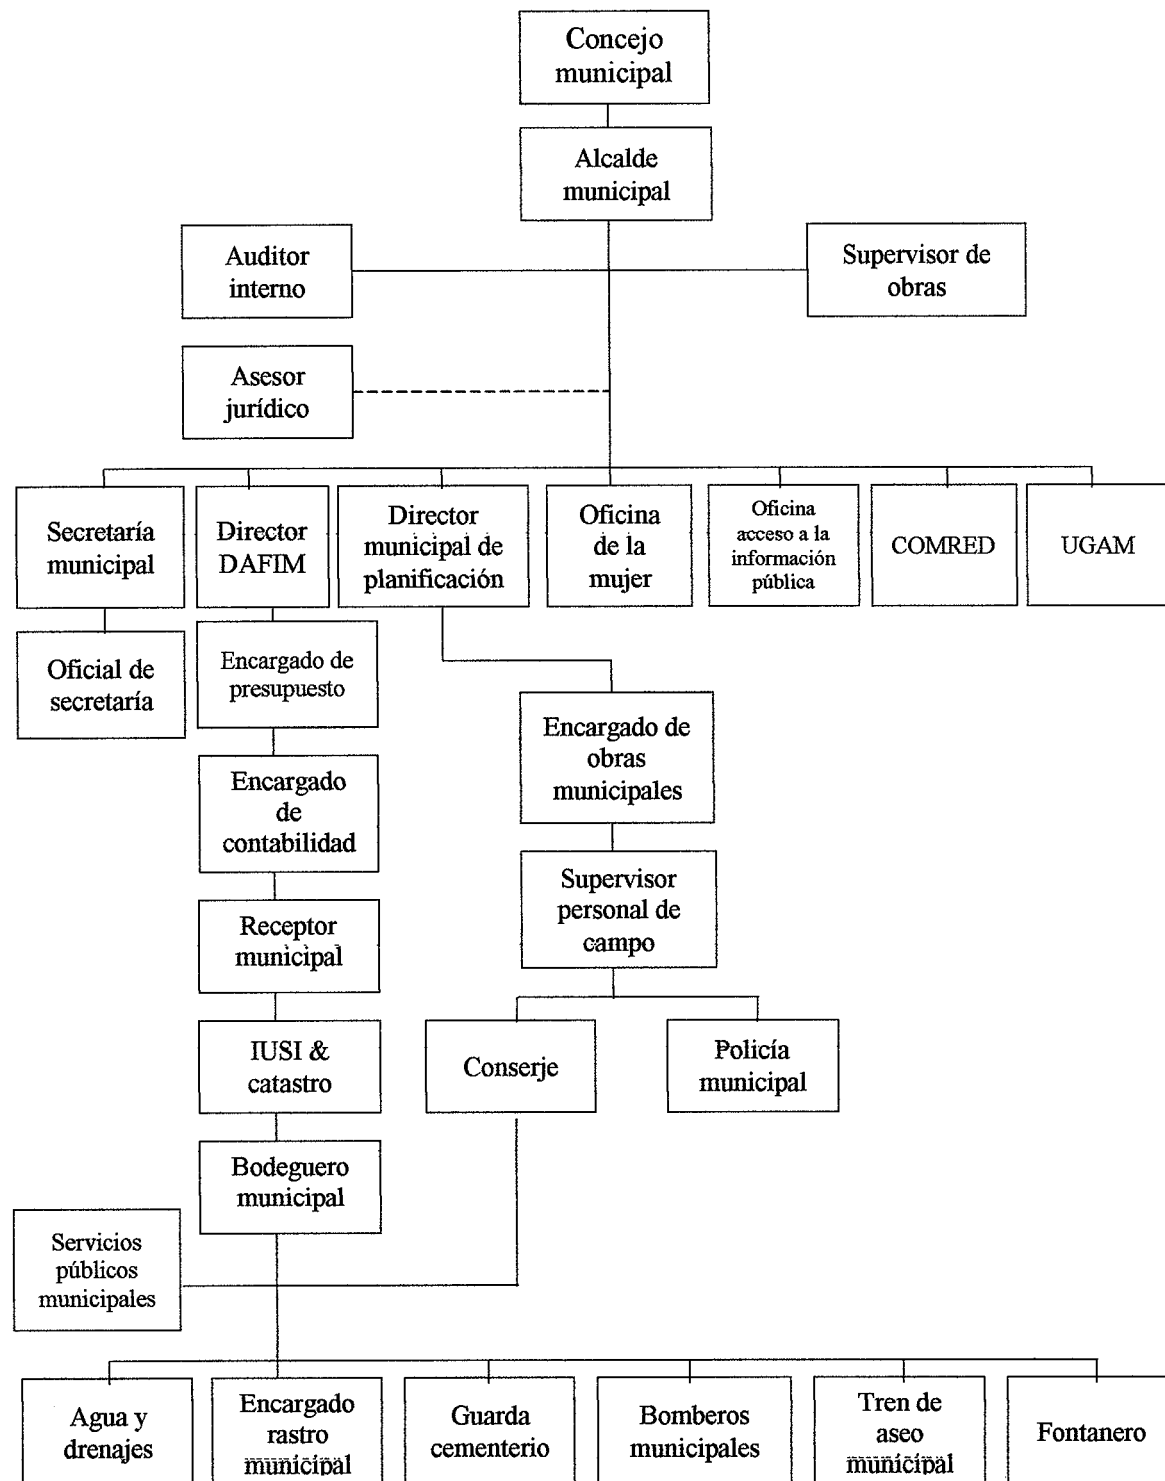 Concejo
municipal
Alcalde
municipal
Auditor
interno
Supervisor de
obras
Asesor
jurídico
Secretaría
municipal
Director
DAFIM
Director
municipal de
planificación
Oficina
de la
mujer
Oficina
acceso a la
información
pública
COMRED
UGAM
Oficial de
secretaría
Encargado de
presupuesto
Encargado de
obras
municipales
Encargado
de
contabilidad
Supervisor
personal de
campo
Receptor
municipal
IUSI &
catastro
Conserje
Policía
municipal
Bodeguero
municipal
Servicios
públicos
municipales
Agua y
drenajes
Encargado
rastro
municipal
Guarda
cementerio
Bomberos
municipales
Tren de
aseo
municipal
Fontanero